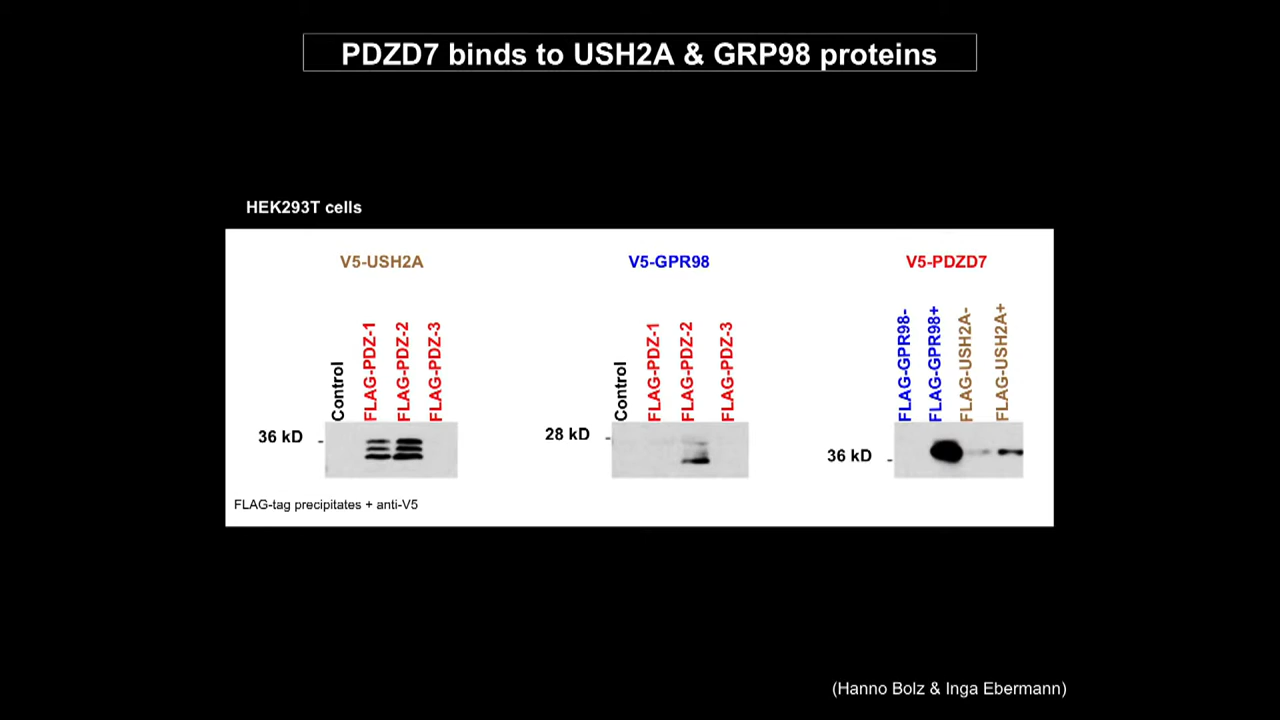 PDZD7 binds to USH2A & GRP98 proteins
HEK293T cells
V5-USH2A
V5-GPR98
V5-PDZD7
Control
FLAG-PDZ-1
FLAG-PDZ-2
FLAG-PDZ-3
Control
FLAG-PDZ-1
FLAG-PDZ-2
FLAG-PDZ-3
FLAG-GPR98-
FLAG-GPR98+
FLAG-USH2A-
FLAG-USH2A+
36 kD
28 kD
36 kD
FLAG-tag precipitates + anti-V5
(Hanno Bolz & Inga Ebermann)